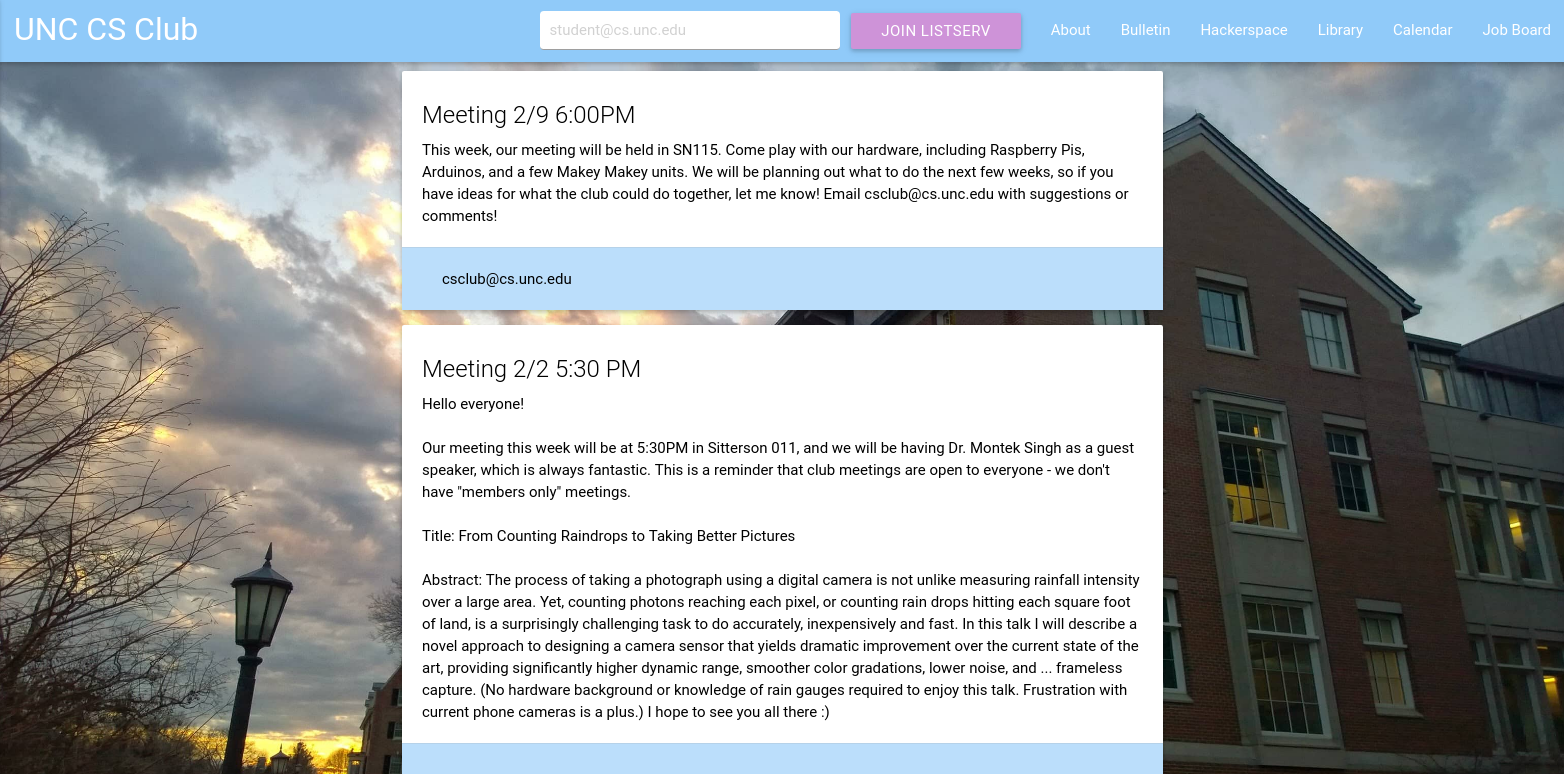 UNC CS Club
student@cs.unc.edu
JOIN LISTSERV
About
Bulletin
Hackerspace
Library
Calendar
Job Board
Meeting 2/9 6:00PM
This week, our meeting will be held in SN115. Come play with our hardware, including Raspberry Pis,
Arduinos, and a few Makey Makey units. We will be planning out what to do the next few weeks, so if you
have ideas for what the club could do together, let me know! Email csclub@cs.unc.edu with suggestions or
comments!
csclub@cs.unc.edu
Meeting 2/2 5:30 PM
Hello everyone!
Our meeting this week will be at 5:30PM in Sitterson 011, and we will be having Dr. Montek Singh as a guest
speaker, which is always fantastic. This is a reminder that club meetings are open to everyone - we don't
have "members only" meetings.
Title: From Counting Raindrops to Taking Better Pictures
Abstract: The process of taking a photograph using a digital camera is not unlike measuring rainfall intensity
over a large area. Yet, counting photons reaching each pixel, or counting rain drops hitting each square foot
of land, is a surprisingly challenging task to do accurately, inexpensively and fast. In this talk I will describe a
novel approach to designing a camera sensor that yields dramatic improvement over the current state of the
art, providing significantly higher dynamic range, smoother color gradations, lower noise, and ... frameless
capture. (No hardware background or knowledge of rain gauges required to enjoy this talk. Frustration with
current phone cameras is a plus.) I hope to see you all there :)